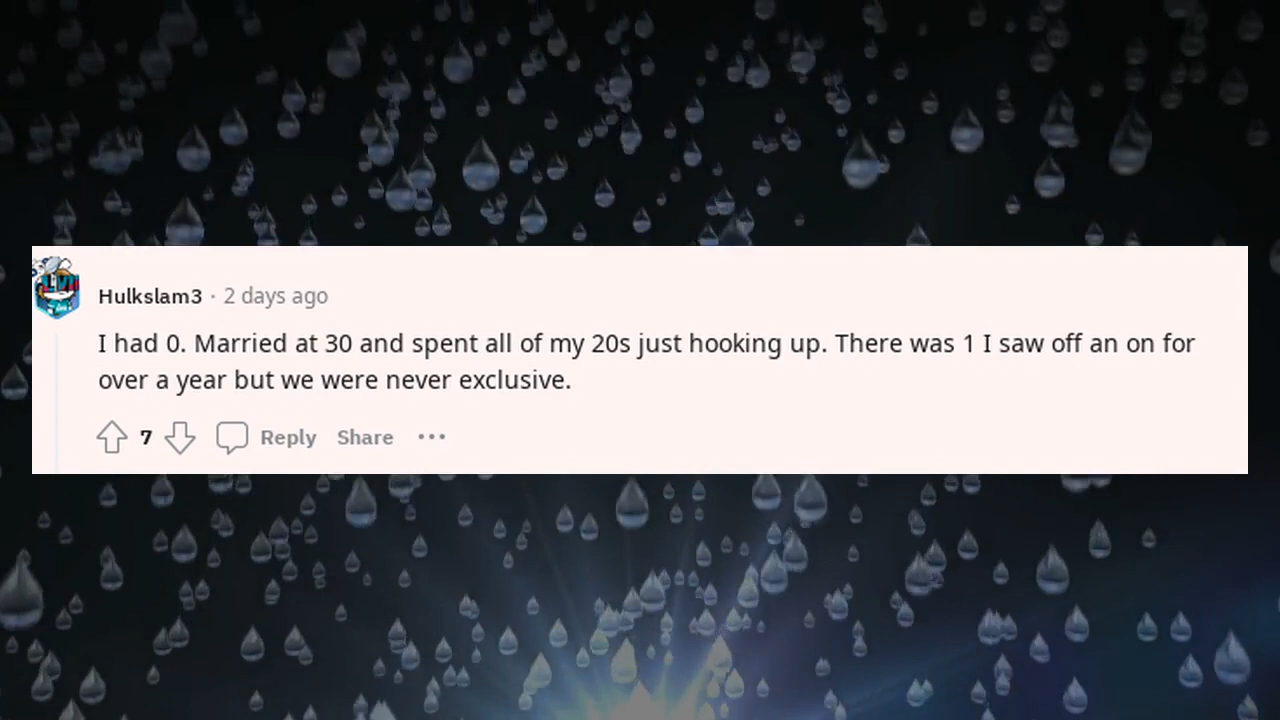 Hulkslam3 · 2 days ago
I had 0. Married at 30 and spent all of my 20s just hooking up. There was 1 I saw off an on for
over a year but we were never exclusive.
7 Reply Share ···